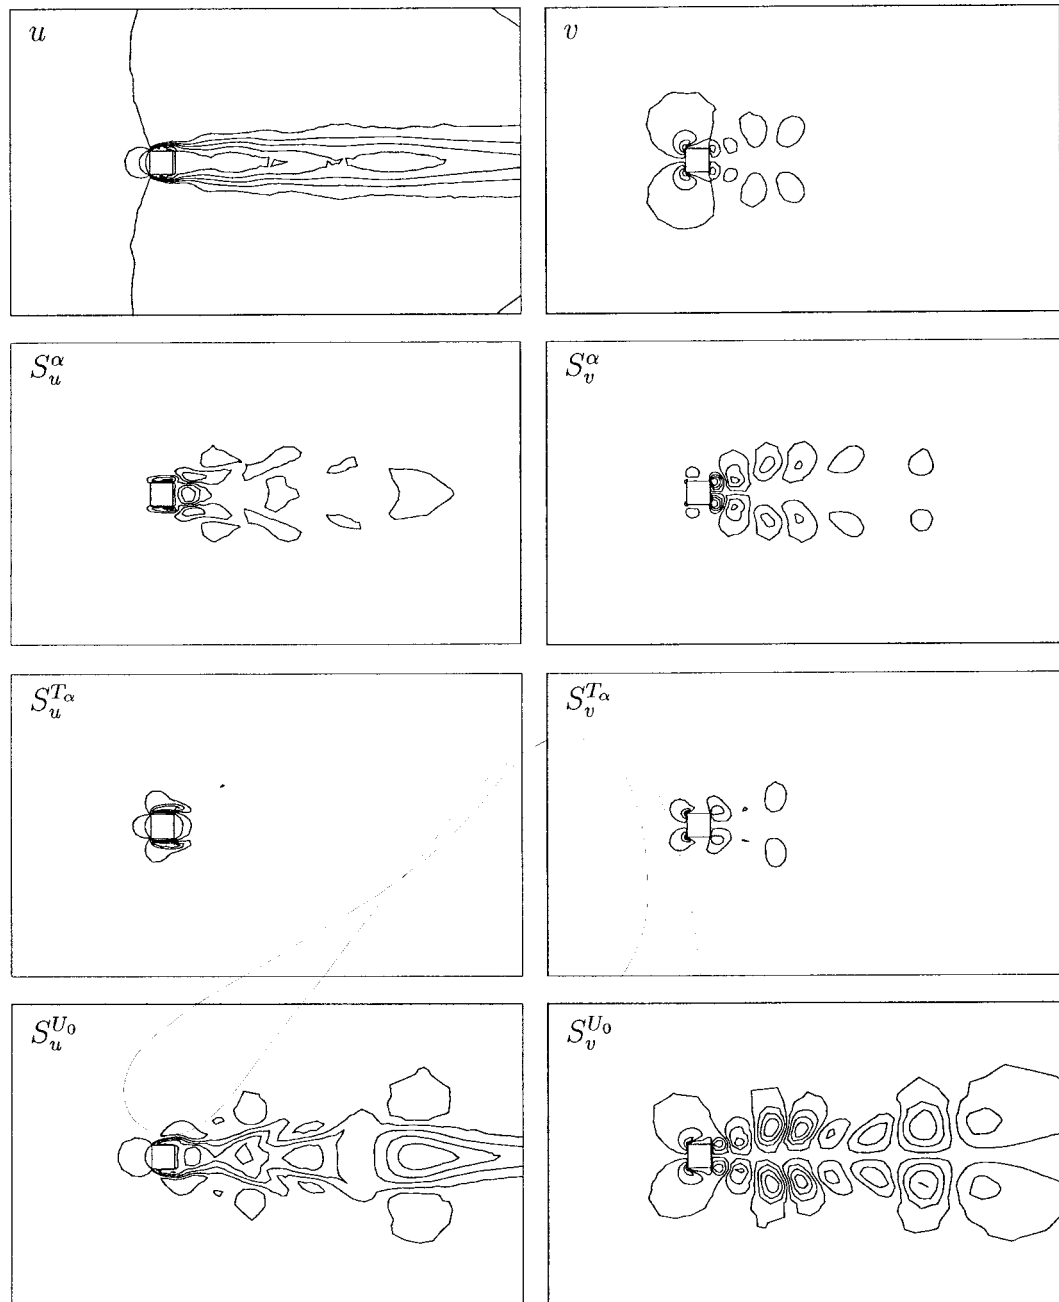 u
v
S_u^α
S_v^α
S_u^{T_α}
S_v^{T_α}
S_u^{U_0}
S_v^{U_0}